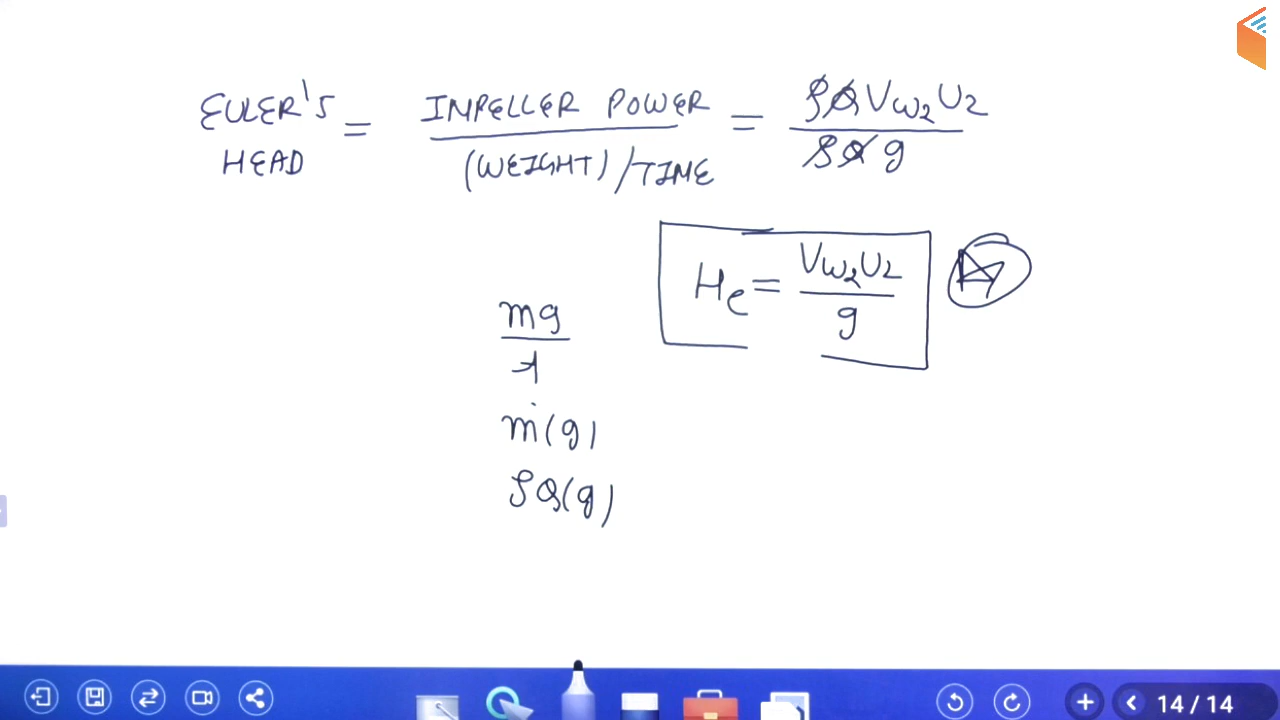 EULER'S HEAD = IMPELLER POWER / (WEIGHT)/TIME = ρQVw₂U₂ / ρQg
He = Vw₂U₂ / g
mg / t
ṁ(g)
ρQ(g)
14 / 14